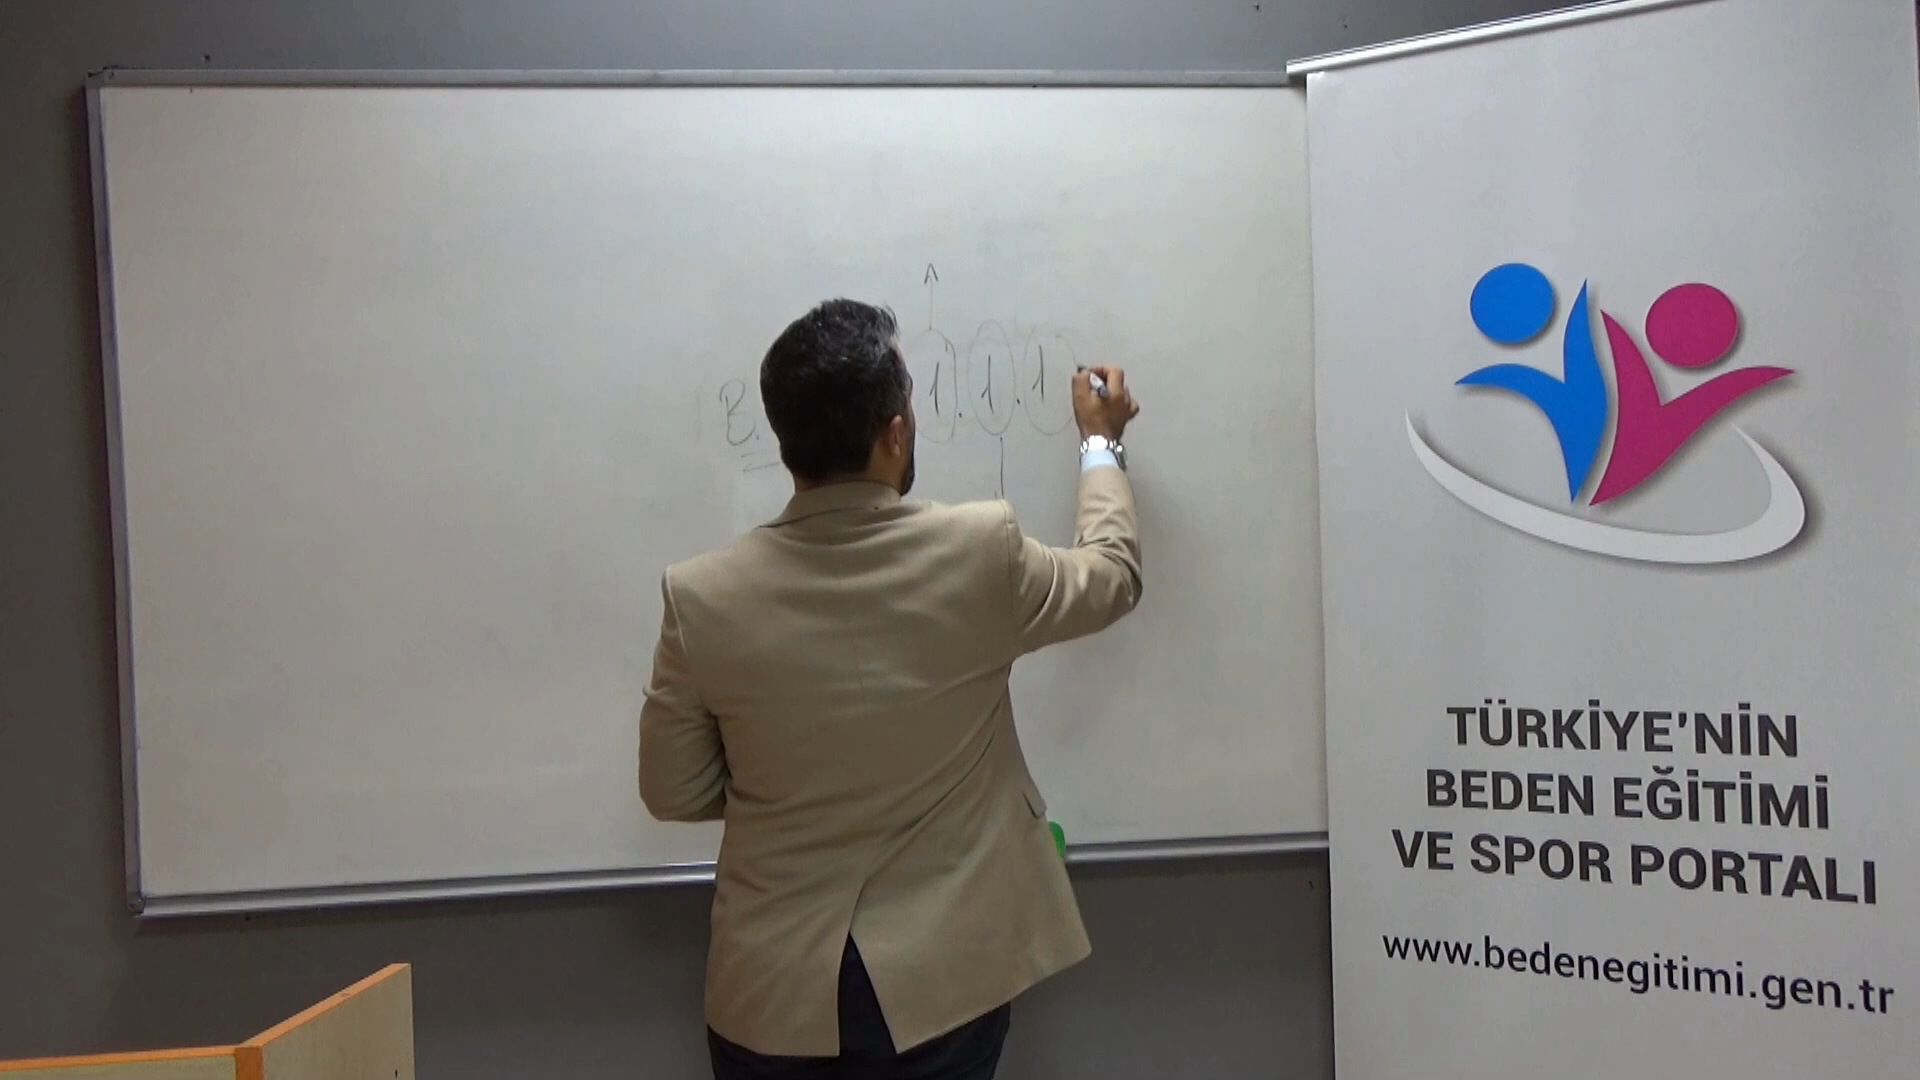 B. 1.1.1
TÜRKİYE'NİN
BEDEN EĞİTİMİ
VE SPOR PORTALI
www.bedenegitimi.gen.tr